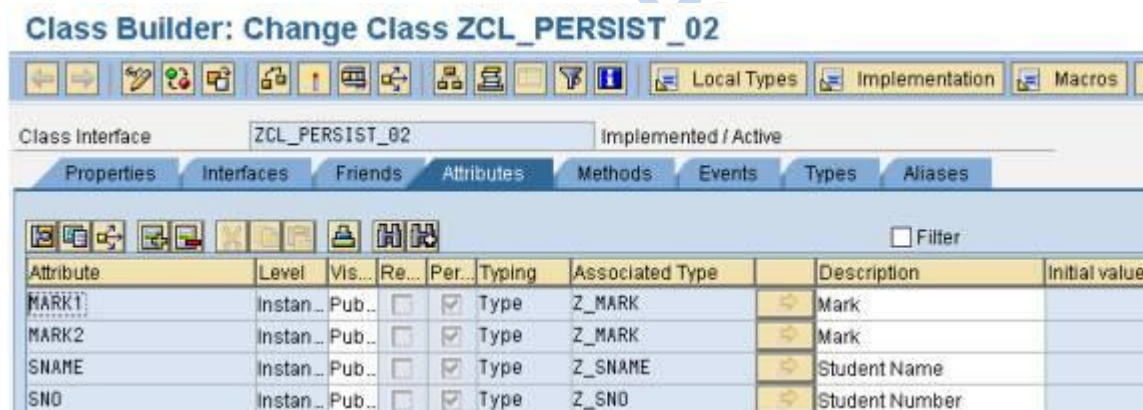 Class Builder: Change Class ZCL_PERSIST_02
Local Types Implementation Macros
Class Interface ZCL_PERSIST_02 Implemented / Active
Properties Interfaces Friends Attributes Methods Events Types Aliases
Filter
Attribute Level Vis... Re... Per... Typing Associated Type Description Initial value
MARK1 Instan... Pub... Type Z_MARK Mark
MARK2 Instan... Pub... Type Z_MARK Mark
SNAME Instan... Pub... Type Z_SNAME Student Name
SNO Instan... Pub... Type Z_SNO Student Number